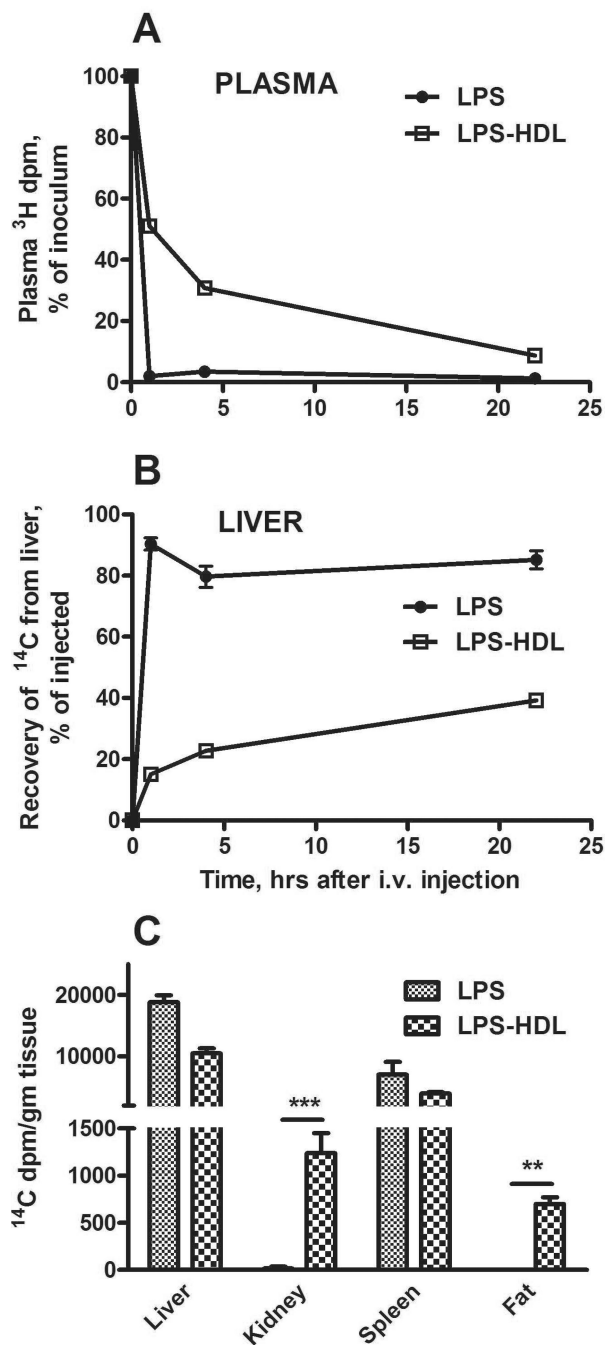 A
PLASMA
LPS
LPS-HDL
Plasma ³H dpm,
% of inoculum
100
80
60
40
20
0
0 5 10 15 20 25
B
LIVER
LPS
LPS-HDL
Recovery of ¹⁴C from liver,
% of injected
100
80
60
40
20
0
0 5 10 15 20 25
Time, hrs after i.v. injection
C
LPS
LPS-HDL
¹⁴C dpm/gm tissue
20000
10000
1500
1000
500
0
***
**
Liver Kidney Spleen Fat